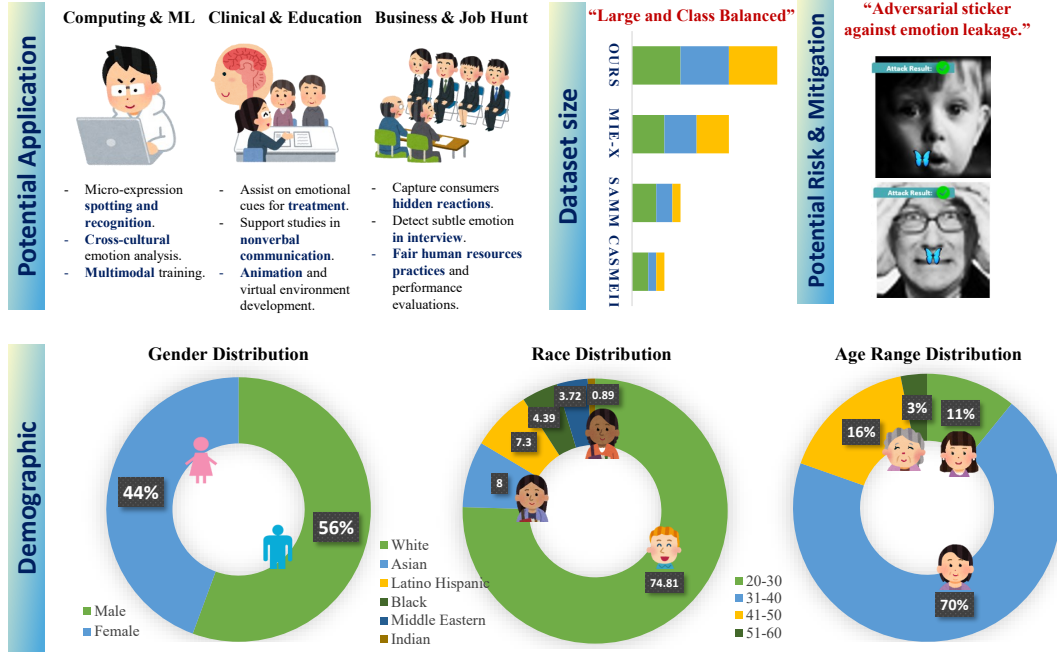 Potential Application
Computing & ML
Clinical & Education
Business & Job Hunt
- Micro-expression
spotting and
recognition.
- Cross-cultural
emotion analysis.
- Multimodal training.
- Assist on emotional
cues for treatment.
- Support studies in
nonverbal
communication.
- Animation and
virtual environment
development.
- Capture consumers
hidden reactions.
- Detect subtle emotion
in interview.
- Fair human resources
practices and
performance
evaluations.
Dataset size
“Large and Class Balanced”
OURS
MIE-X
SAMM
CASMEII
Potential Risk & Mitigation
“Adversarial sticker
against emotion leakage.”
Attack Result:
Attack Result:
Demographic
Gender Distribution
44%
56%
Male
Female
Race Distribution
3.72
0.89
4.39
7.3
8
74.81
White
Asian
Latino Hispanic
Black
Middle Eastern
Indian
Age Range Distribution
3%
11%
16%
70%
20-30
31-40
41-50
51-60